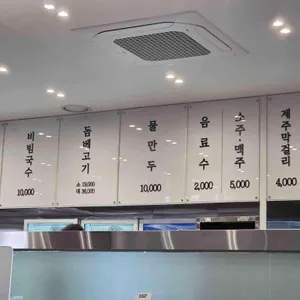 비빔국수
10,000
돔베고기
소 19,000
대 36,000
물만두
10,000
음료수
2,000
소주·맥주
5,000
제주막걸리
4,000